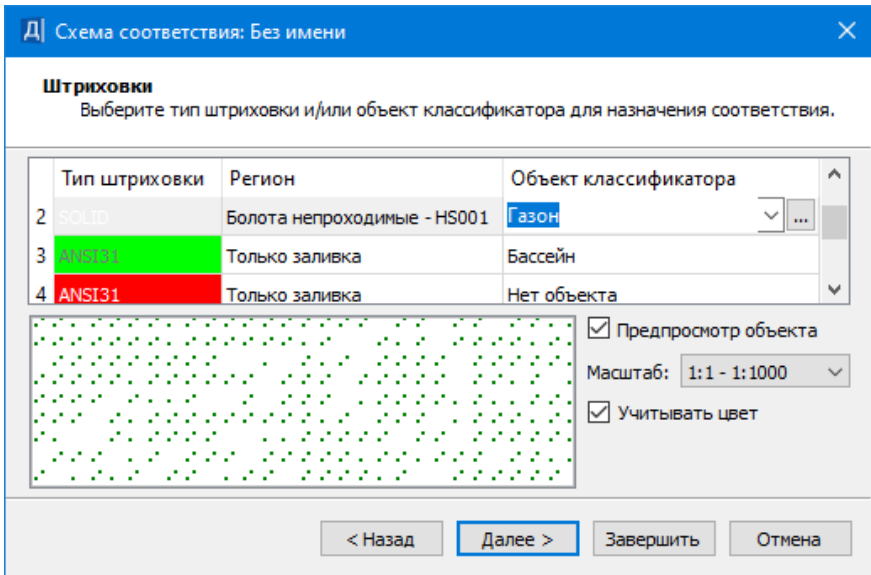 Д Схема соответствия: Без имени
Штриховки
Выберите тип штриховки и/или объект классификатора для назначения соответствия.
Тип штриховки Регион Объект классификатора
2 SOLID Болота непроходимые - HS001 Газон ...
3 ANSI31 Только заливка Бассейн
4 ANSI31 Только заливка Нет объекта
Предпросмотр объекта
Масштаб: 1:1 - 1:1000
Учитывать цвет
< Назад Далее > Завершить Отмена